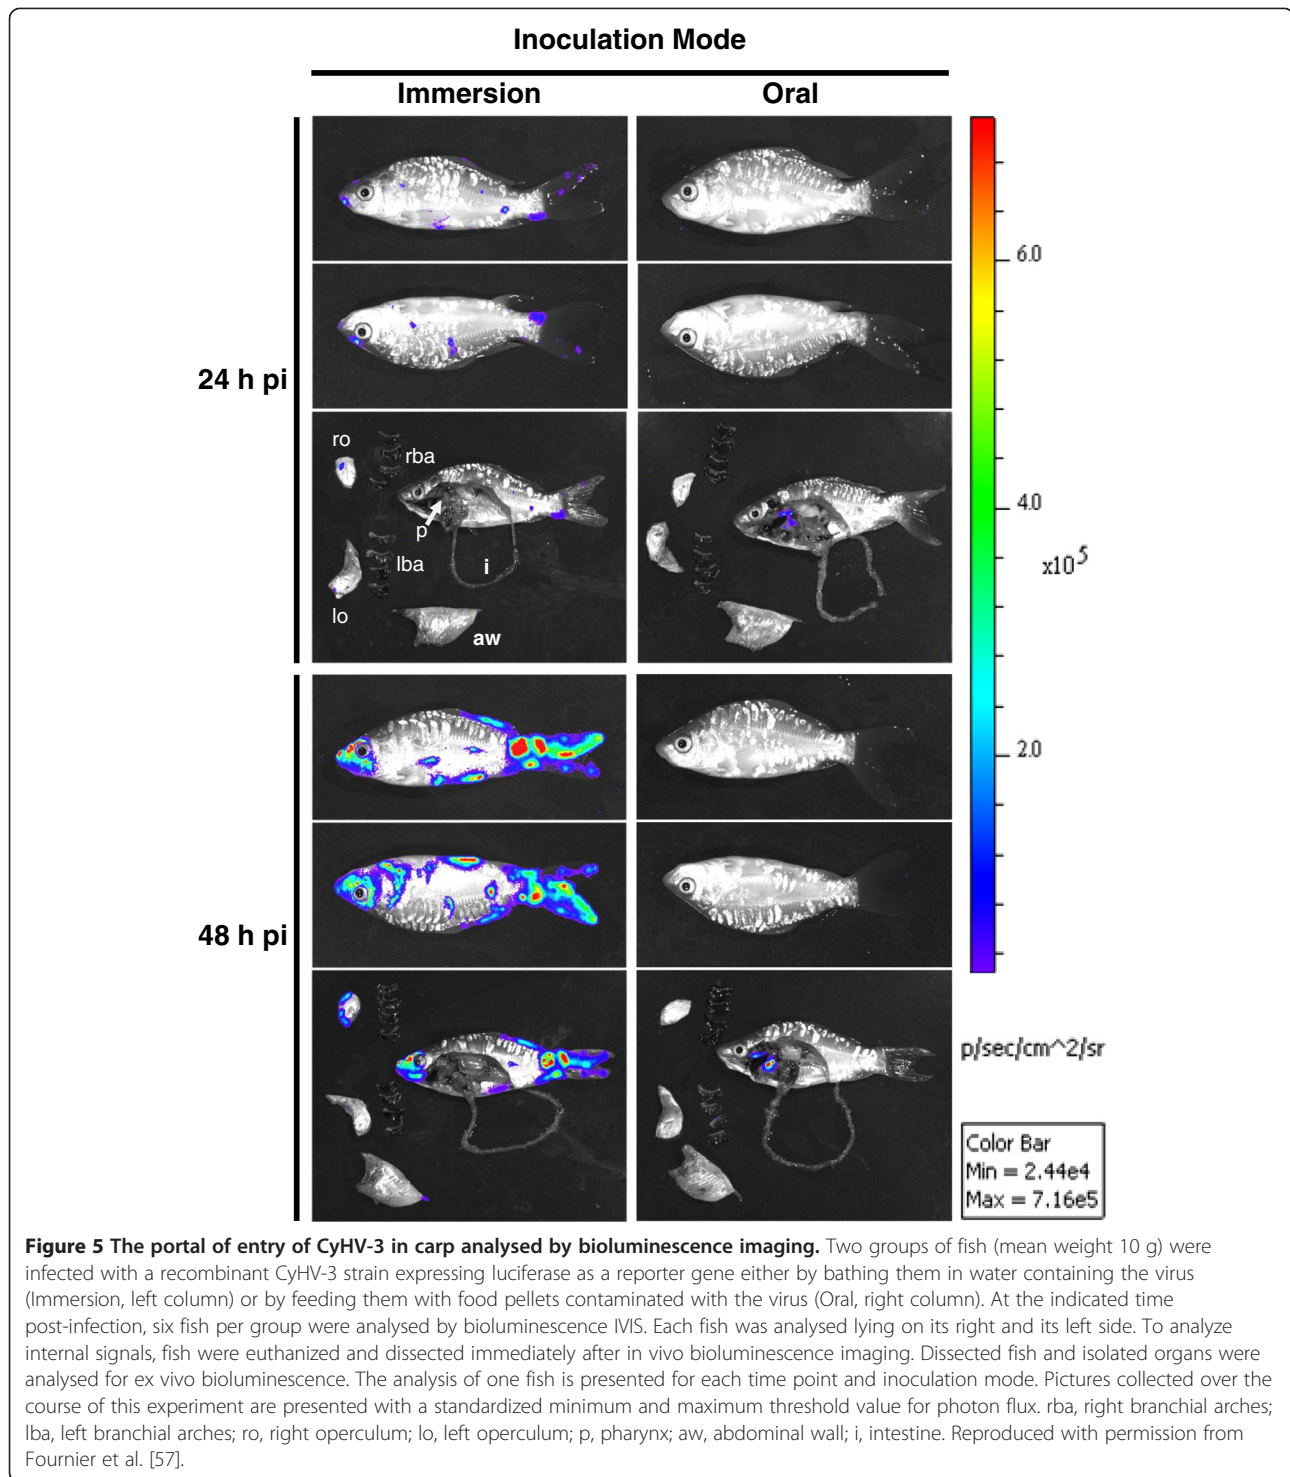 Inoculation Mode
Immersion
Oral
24 h pi
ro
rba
p
lba
i
lo
aw
48 h pi
6.0
4.0
x10^5
2.0
p/sec/cm^2/sr
Color Bar
Min = 2.44e4
Max = 7.16e5
Figure 5 The portal of entry of CyHV-3 in carp analysed by bioluminescence imaging. Two groups of fish (mean weight 10 g) were
infected with a recombinant CyHV-3 strain expressing luciferase as a reporter gene either by bathing them in water containing the virus
(Immersion, left column) or by feeding them with food pellets contaminated with the virus (Oral, right column). At the indicated time
post-infection, six fish per group were analysed by bioluminescence IVIS. Each fish was analysed lying on its right and its left side. To analyze
internal signals, fish were euthanized and dissected immediately after in vivo bioluminescence imaging. Dissected fish and isolated organs were
analysed for ex vivo bioluminescence. The analysis of one fish is presented for each time point and inoculation mode. Pictures collected over the
course of this experiment are presented with a standardized minimum and maximum threshold value for photon flux. rba, right branchial arches;
lba, left branchial arches; ro, right operculum; lo, left operculum; p, pharynx; aw, abdominal wall; i, intestine. Reproduced with permission from
Fournier et al. [57].